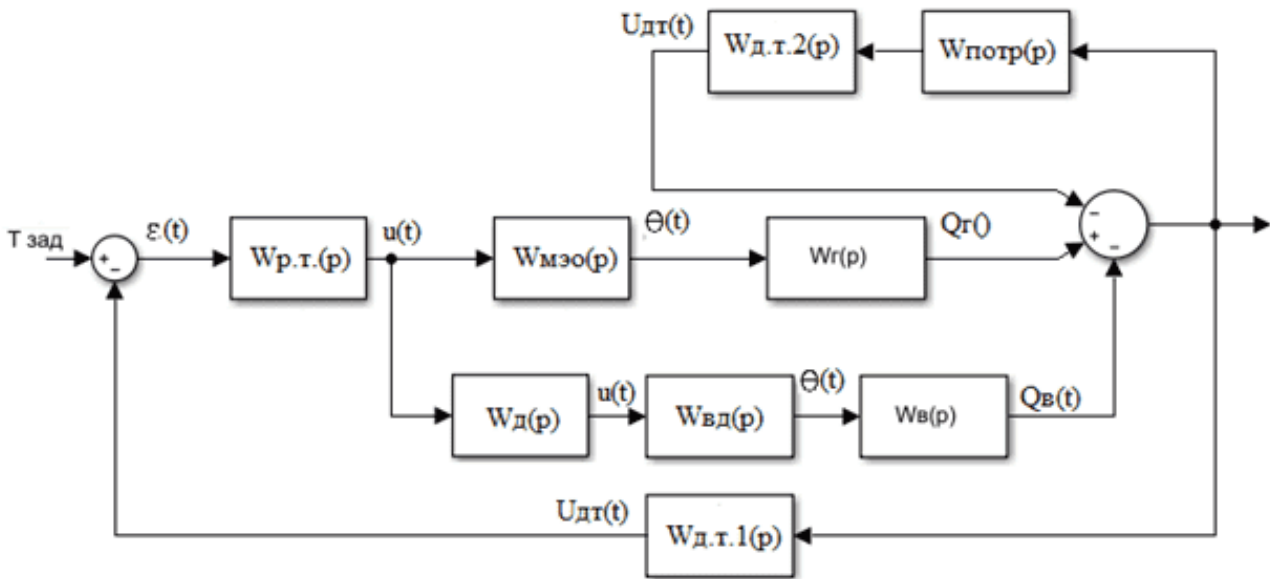 Uдт(t)
Wд.т.2(p)
Wпотр(p)
T зад
+
−
ε(t)
Wр.т.(p)
u(t)
Wмэо(p)
Θ(t)
Wг(p)
Qг()
−
+
−
Wд(p)
u(t)
Wвд(p)
Θ(t)
Wв(p)
Qв(t)
Uдт(t)
Wд.т.1(p)